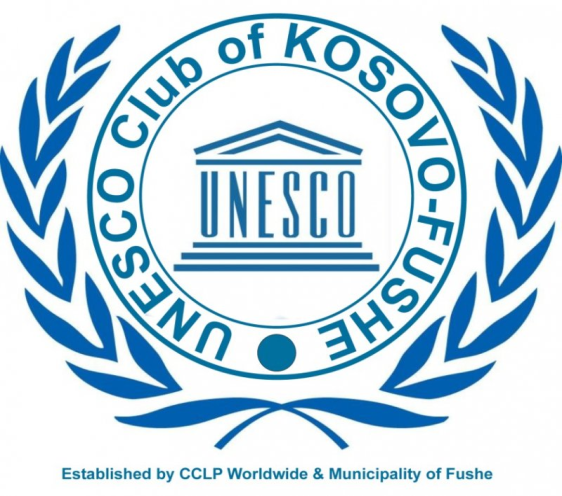 UNESCO Club of KOSOVO-FUSHE
UNESCO
Established by CCLP Worldwide & Municipality of Fushe